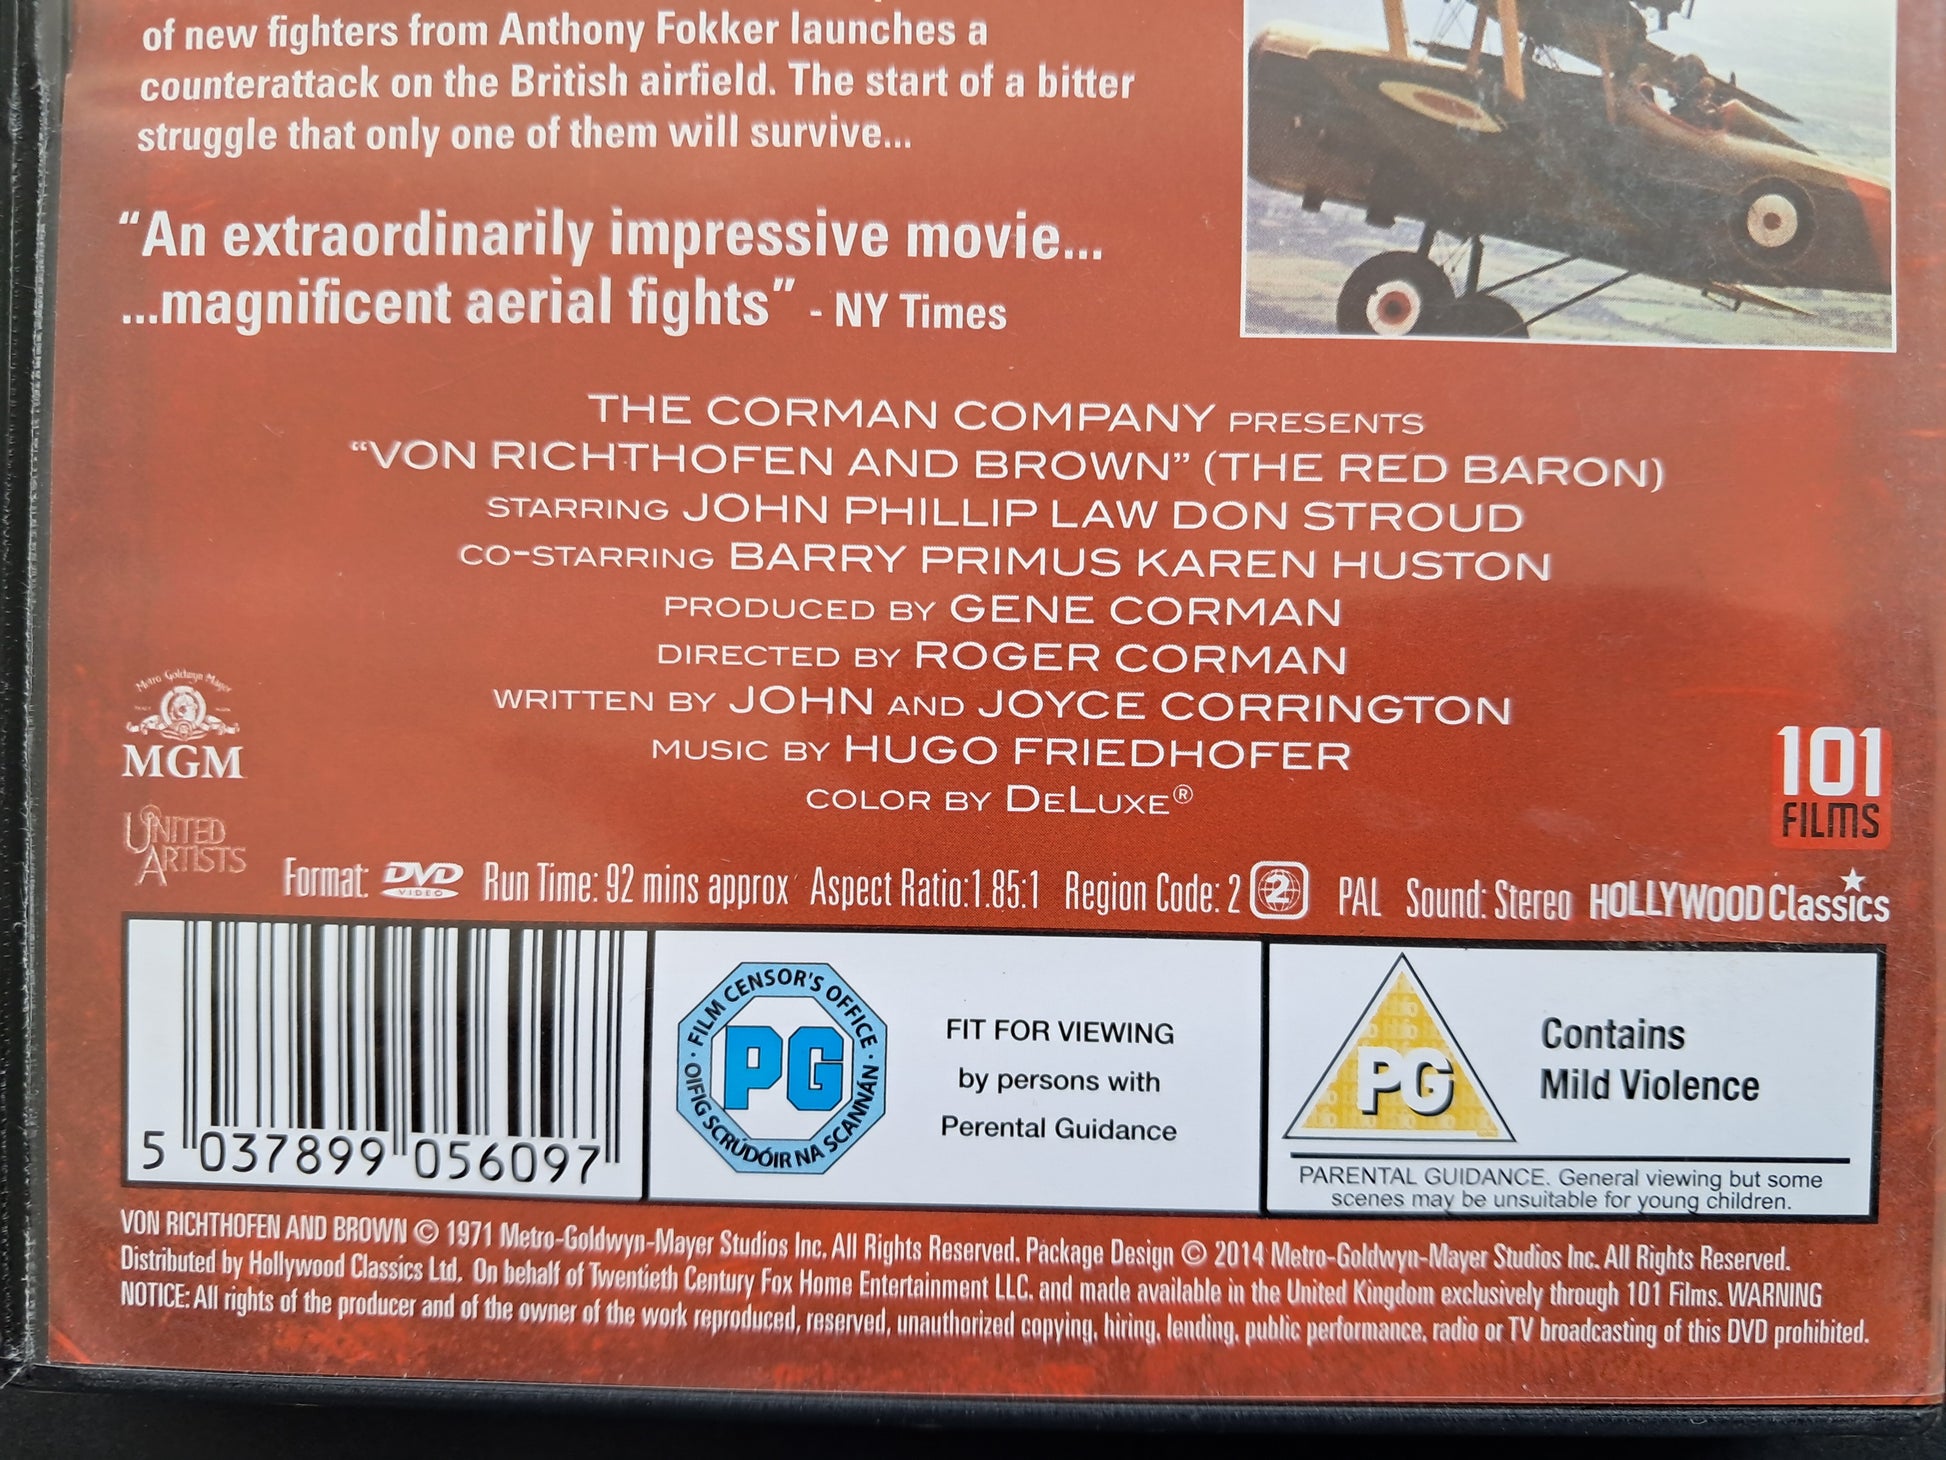 of new fighters from Anthony Fokker launches a
counterattack on the British airfield. The start of a bitter
struggle that only one of them will survive...
“An extraordinarily impressive movie...
...magnificent aerial fights” - NY Times
THE CORMAN COMPANY PRESENTS
“VON RICHTHOFEN AND BROWN” (THE RED BARON)
STARRING JOHN PHILLIP LAW DON STROUD
CO-STARRING BARRY PRIMUS KAREN HUSTON
PRODUCED BY GENE CORMAN
DIRECTED BY ROGER CORMAN
WRITTEN BY JOHN AND JOYCE CORRINGTON
MUSIC BY HUGO FRIEDHOFER
COLOR BY DELUXE®
Metro Goldwyn Mayer
MGM
UNITED
ARTISTS
101
FILMS
Format: DVD VIDEO Run Time: 92 mins approx Aspect Ratio:1.85:1 Region Code: 2 2 PAL Sound: Stereo HOLLYWOOD Classics
5 037899 056097
FILM CENSOR'S OFFICE · OIFIG SCRÚDÓIR NA SCANNÁN ·
PG
FIT FOR VIEWING
by persons with
Perental Guidance
PG
Contains
Mild Violence
PARENTAL GUIDANCE. General viewing but some
scenes may be unsuitable for young children.
VON RICHTHOFEN AND BROWN © 1971 Metro-Goldwyn-Mayer Studios Inc. All Rights Reserved. Package Design © 2014 Metro-Goldwyn-Mayer Studios Inc. All Rights Reserved.
Distributed by Hollywood Classics Ltd. On behalf of Twentieth Century Fox Home Entertainment LLC. and made available in the United Kingdom exclusively through 101 Films. WARNING
NOTICE: All rights of the producer and of the owner of the work reproduced, reserved, unauthorized copying, hiring, lending, public performance, radio or TV broadcasting of this DVD prohibited.